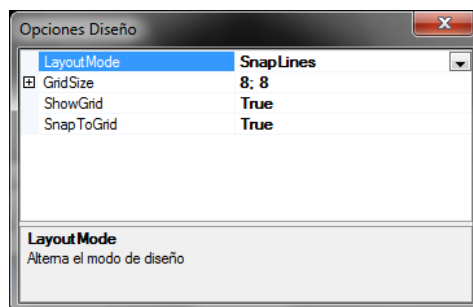 Opciones Diseño
LayoutMode SnapLines
GridSize 8; 8
ShowGrid True
SnapToGrid True
LayoutMode
Alterna el modo de diseño